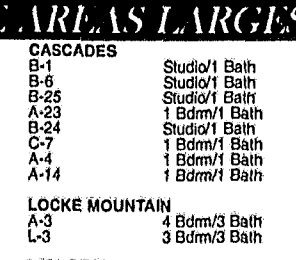 AREAS LARGES
CASCADES
B-1 Studio/1 Bath
B-6 Studio/1 Bath
B-25 Studio/1 Bath
A-23 1 Bdrm/1 Bath
B-24 Studio/1 Bath
C-7 1 Bdrm/1 Bath
A-4 1 Bdrm/1 Bath
A-14 1 Bdrm/1 Bath
LOCKE MOUNTAIN
A-3 4 Bdrm/3 Bath
L-3 3 Bdrm/3 Bath